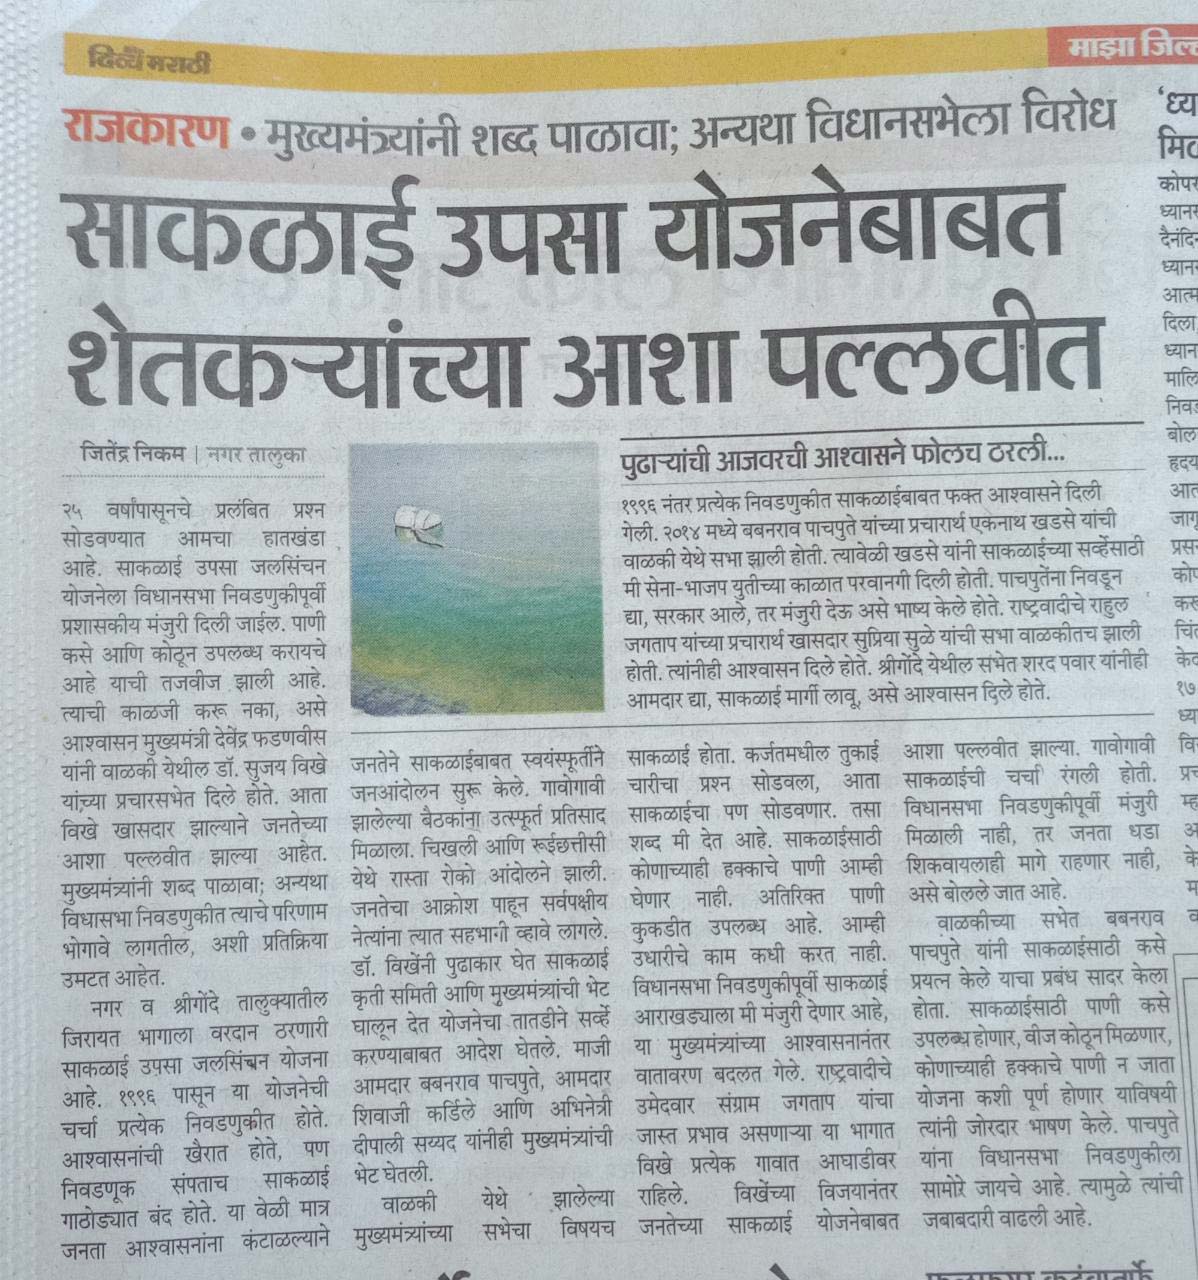 दिव्य मराठी
माझा जिल्
राजकारण • मुख्यमंत्र्यांनी शब्द पाळावा; अन्यथा विधानसभेला विरोध
साकळाई उपसा योजनेबाबत
शेतकऱ्यांच्या आशा पल्लवीत
जितेंद्र निकम | नगर तालुका
२५ वर्षांपासूनचे प्रलंबित प्रश्न
सोडवण्यात आमचा हातखंडा
आहे. साकळाई उपसा जलसिंचन
योजनेला विधानसभा निवडणुकीपूर्वी
प्रशासकीय मंजुरी दिली जाईल. पाणी
कसे आणि कोठून उपलब्ध करायचे
आहे याची तजवीज झाली आहे.
त्याची काळजी करू नका, असे
आश्वासन मुख्यमंत्री देवेंद्र फडणवीस
यांनी वाळकी येथील डॉ. सुजय विखे
यांच्या प्रचारसभेत दिले होते. आता
विखे खासदार झाल्याने जनतेच्या
आशा पल्लवीत झाल्या आहेत.
मुख्यमंत्र्यांनी शब्द पाळावा; अन्यथा
विधासभा निवडणुकीत त्याचे परिणाम
भोगावे लागतील, अशी प्रतिक्रिया
उमटत आहेत.
नगर व श्रीगोंदे तालुक्यातील
जिरायत भागाला वरदान ठरणारी
साकळाई उपसा जलसिंचन योजना
आहे. १९९६ पासून या योजनेची
चर्चा प्रत्येक निवडणुकीत होते.
आश्वासनांची खैरात होते, पण
निवडणूक संपताच साकळाई
गाठोड्यात बंद होते. या वेळी मात्र
जनता आश्वासनांना कंटाळल्याने
पुढाऱ्यांची आजवरची आश्वासने फोलच ठरली...
१९९६ नंतर प्रत्येक निवडणुकीत साकळाईबाबत फक्त आश्वासने दिली
गेली. २०१४ मध्ये बबनराव पाचपुते यांच्या प्रचारार्थ एकनाथ खडसे यांची
वाळकी येथे सभा झाली होती. त्यावेळी खडसे यांनी साकळाईच्या सर्व्हेसाठी
मी सेना-भाजप युतीच्या काळात परवानगी दिली होती. पाचपुतेंना निवडून
द्या, सरकार आले, तर मंजुरी देऊ असे भाष्य केले होते. राष्ट्रवादीचे राहुल
जगताप यांच्या प्रचारार्थ खासदार सुप्रिया सुळे यांची सभा वाळकीतच झाली
होती. त्यांनीही आश्वासन दिले होते. श्रीगोंदे येथील सभेत शरद पवार यांनीही
आमदार द्या, साकळाई मार्गी लावू, असे आश्वासन दिले होते.
जनतेने साकळाईबाबत स्वयंस्फूर्तीने
जनआंदोलन सुरू केले. गावोगावी
झालेल्या बैठकांना उत्स्फूर्त प्रतिसाद
मिळाला. चिखली आणि रूईछत्तीसी
येथे रास्ता रोको आंदोलने झाली.
जनतेचा आक्रोश पाहून सर्वपक्षीय
नेत्यांना त्यात सहभागी व्हावे लागले.
डॉ. विखेंनी पुढाकार घेत साकळाई
कृती समिती आणि मुख्यमंत्र्यांची भेट
घालून देत योजनेचा तातडीने सर्व्हे
करण्याबाबत आदेश घेतले. माजी
आमदार बबनराव पाचपुते, आमदार
शिवाजी कर्डिले आणि अभिनेत्री
दीपाली सय्यद यांनीही मुख्यमंत्र्यांची
भेट घेतली.
वाळकी येथे झालेल्या
मुख्यमंत्र्यांच्या सभेचा विषयच
साकळाई होता. कर्जतमधील तुकाई
चारीचा प्रश्न सोडवला, आता
साकळाईचा पण सोडवणार. तसा
शब्द मी देत आहे. साकळाईसाठी
कोणाच्याही हक्काचे पाणी आम्ही
घेणार नाही. अतिरिक्त पाणी
कुकडीत उपलब्ध आहे. आम्ही
उधारीचे काम कधी करत नाही.
विधानसभा निवडणुकीपूर्वी साकळाई
आराखड्याला मी मंजुरी देणार आहे,
या मुख्यमंत्र्यांच्या आश्वासनानंतर
वातावरण बदलत गेले. राष्ट्रवादीचे
उमेदवार संग्राम जगताप यांचा
जास्त प्रभाव असणाऱ्या या भागात
विखे प्रत्येक गावात आघाडीवर
राहिले. विखेंच्या विजयानंतर
जनतेच्या साकळाई योजनेबाबत
आशा पल्लवीत झाल्या. गावोगावी
साकळाईची चर्चा रंगली होती.
विधानसभा निवडणुकीपूर्वी मंजुरी
मिळाली नाही, तर जनता धडा
शिकवायलाही मागे राहणार नाही,
असे बोलले जात आहे.
वाळकीच्या सभेत बबनराव
पाचपुते यांनी साकळाईसाठी कसे
प्रयत्न केले याचा प्रबंध सादर केला
होता. साकळाईसाठी पाणी कसे
उपलब्ध होणार, वीज कोठून मिळणार,
कोणाच्याही हक्काचे पाणी न जाता
योजना कशी पूर्ण होणार याविषयी
त्यांनी जोरदार भाषण केले. पाचपुते
यांना विधानसभा निवडणुकीला
सामोरे जायचे आहे. त्यामुळे त्यांची
जबाबदारी वाढली आहे.